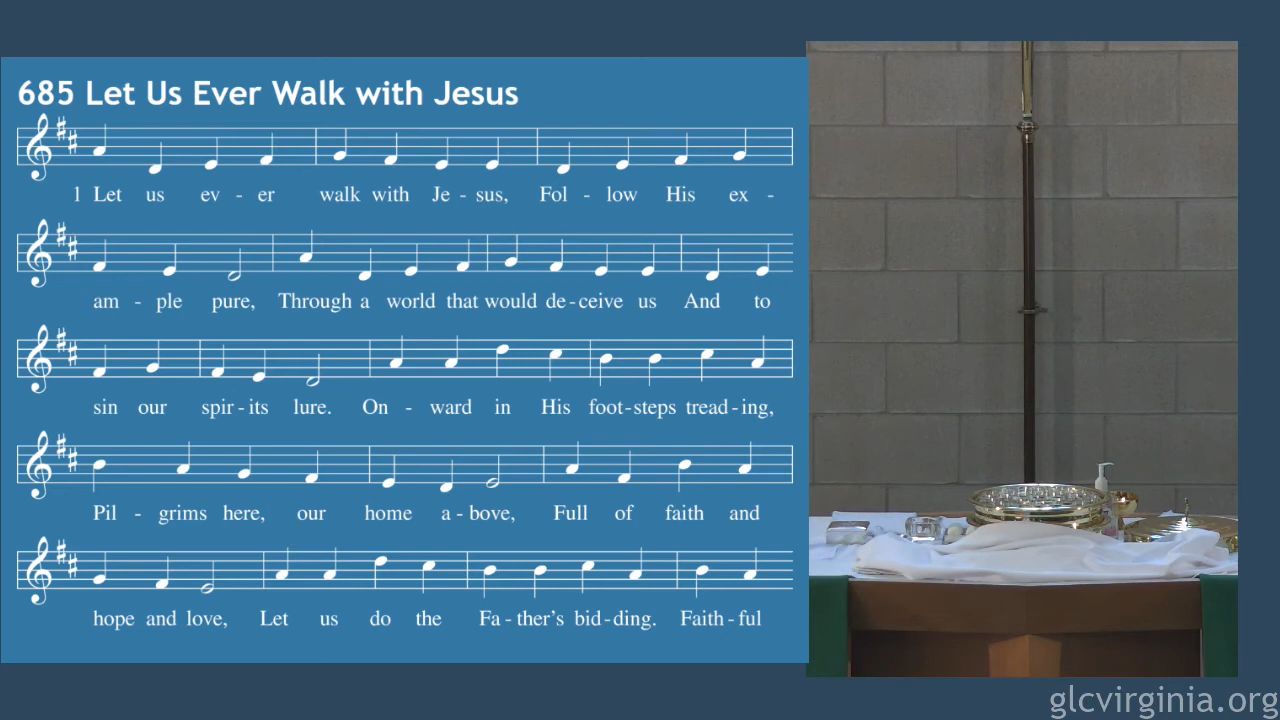 685 Let Us Ever Walk with Jesus
1 Let us ev - er walk with Je - sus, Fol - low His ex -
am - ple pure, Through a world that would de - ceive us And to
sin our spir - its lure. On - ward in His foot - steps tread - ing,
Pil - grims here, our home a - bove, Full of faith and
hope and love, Let us do the Fa - ther's bid - ding. Faith - ful
glcvirginia.org